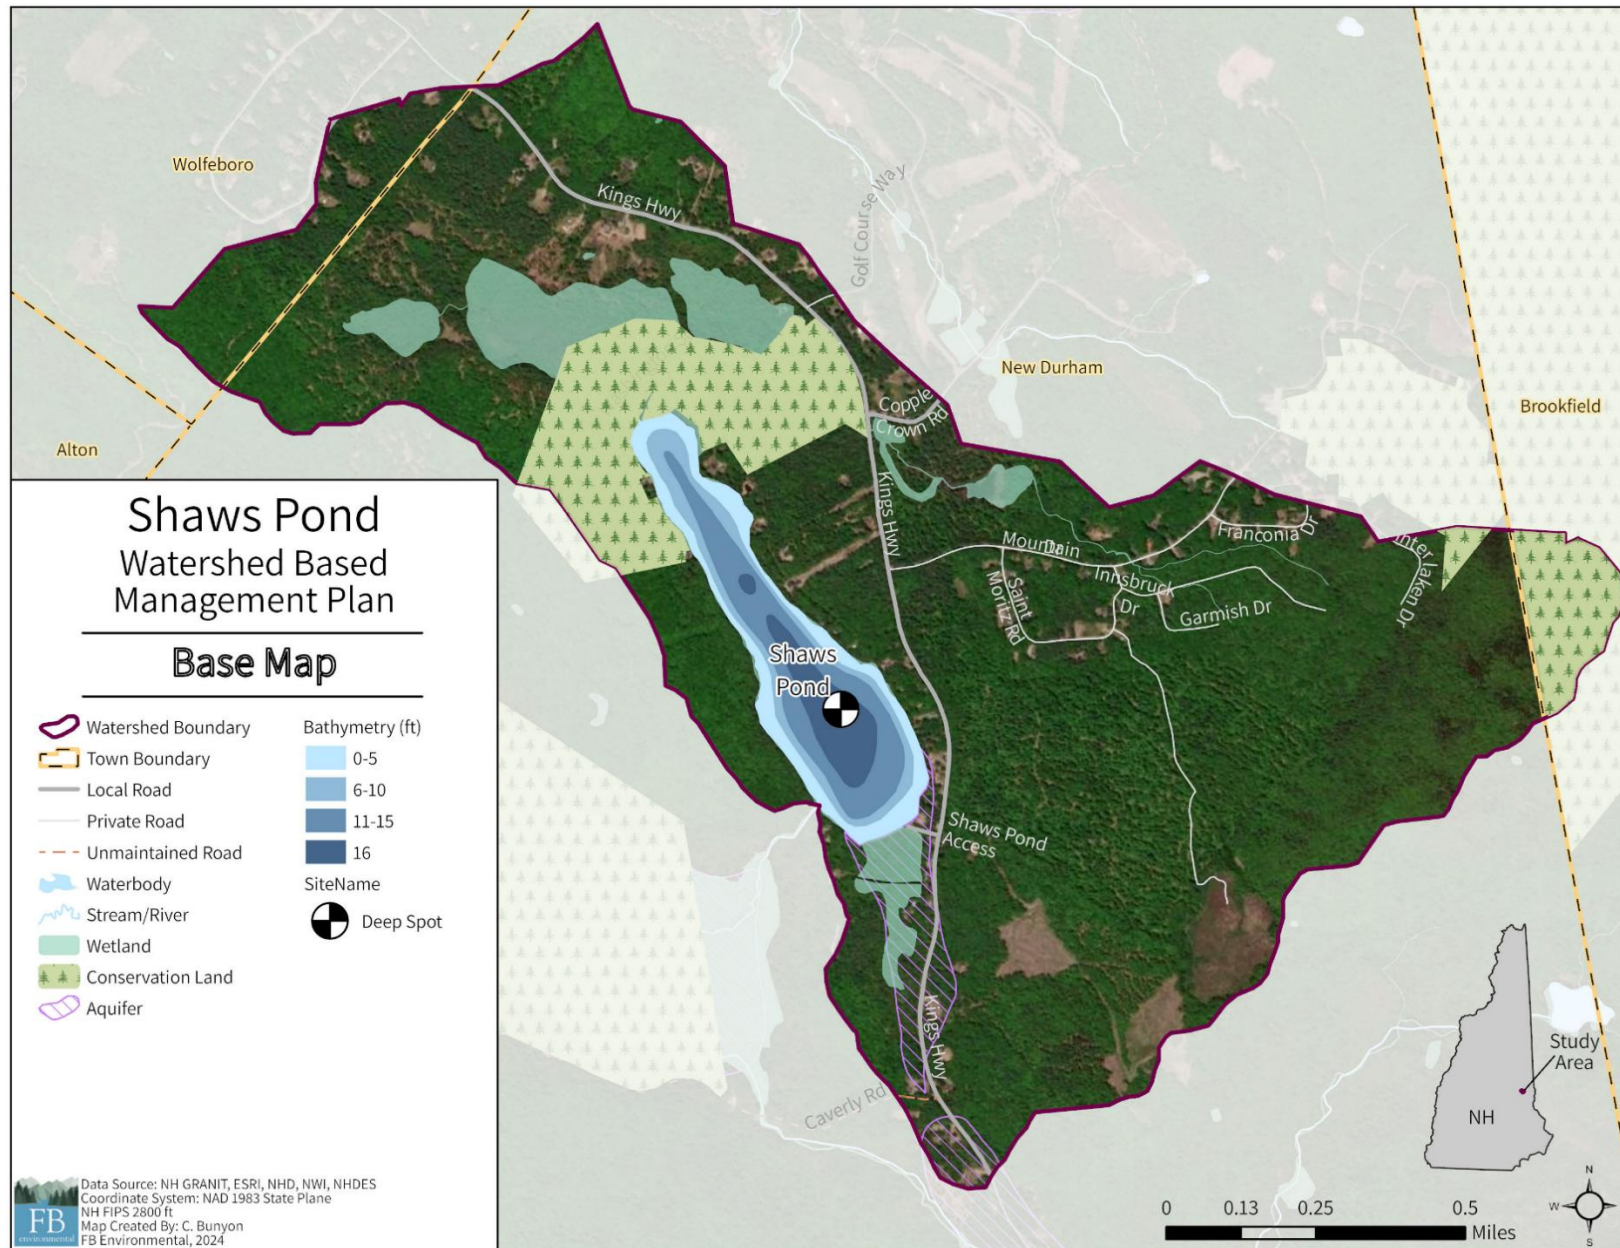 Wolfeboro
Kings Hwy
Golf Course Way
New Durham
Brookfield
Alton
Copple
Crown Rd
Kings Hwy
Mountain
Dr
Franconia Dr
Inter Laken Dr
Innsbruck
Dr
Saint
Moritz Rd
Garmish Dr
Shaws
Pond
Shaws Pond
Access
Kings Hwy
Caverly Rd
Shaws Pond
Watershed Based
Management Plan
Base Map
Watershed Boundary
Town Boundary
Local Road
Private Road
Unmaintained Road
Waterbody
Stream/River
Wetland
Conservation Land
Aquifer
Bathymetry (ft)
0-5
6-10
11-15
16
SiteName
Deep Spot
Data Source: NH GRANIT, ESRI, NHD, NWI, NHDES
Coordinate System: NAD 1983 State Plane
NH FIPS 2800 ft
Map Created By: C. Bunyon
FB Environmental, 2024
FB
environmental
Study
Area
NH
0 0.13 0.25 0.5
Miles
N
W E
S